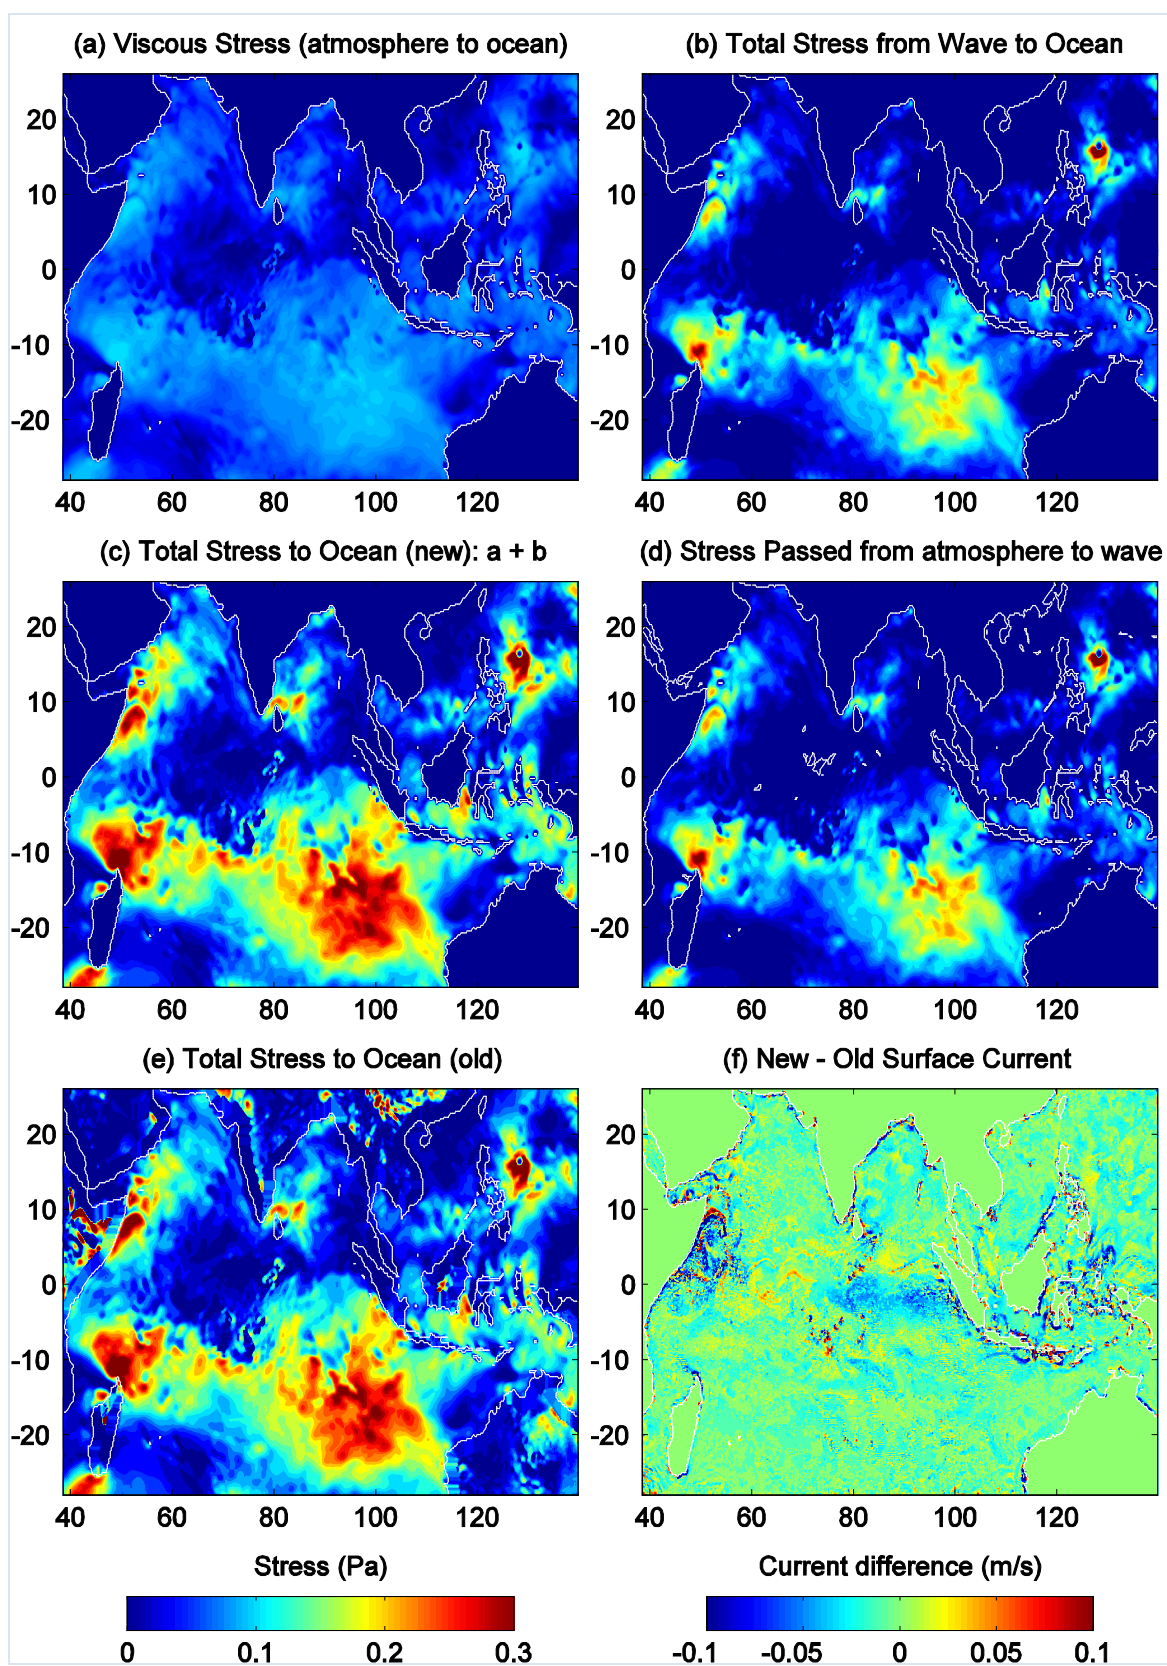 (a) Viscous Stress (atmosphere to ocean)
(b) Total Stress from Wave to Ocean
20
10
0
-10
-20
40 60 80 100 120
20
10
0
-10
-20
40 60 80 100 120
(c) Total Stress to Ocean (new): a + b
(d) Stress Passed from atmosphere to wave
20
10
0
-10
-20
40 60 80 100 120
20
10
0
-10
-20
40 60 80 100 120
(e) Total Stress to Ocean (old)
(f) New - Old Surface Current
20
10
0
-10
-20
40 60 80 100 120
20
10
0
-10
-20
40 60 80 100 120
Stress (Pa)
0 0.1 0.2 0.3
Current difference (m/s)
-0.1 -0.05 0 0.05 0.1